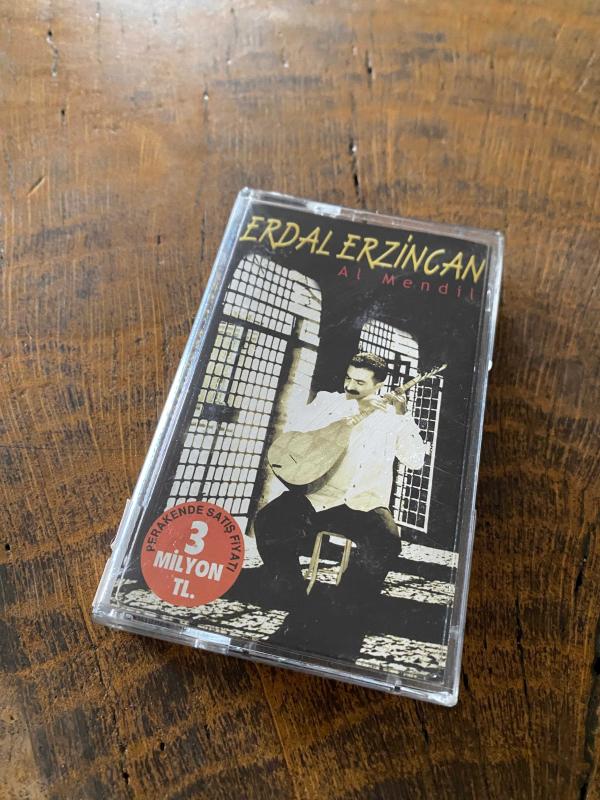 ERDAL ERZİNCAN
Al Mendil
PERAKENDE SATIŞ FİYATI
3
MİLYON
TL.